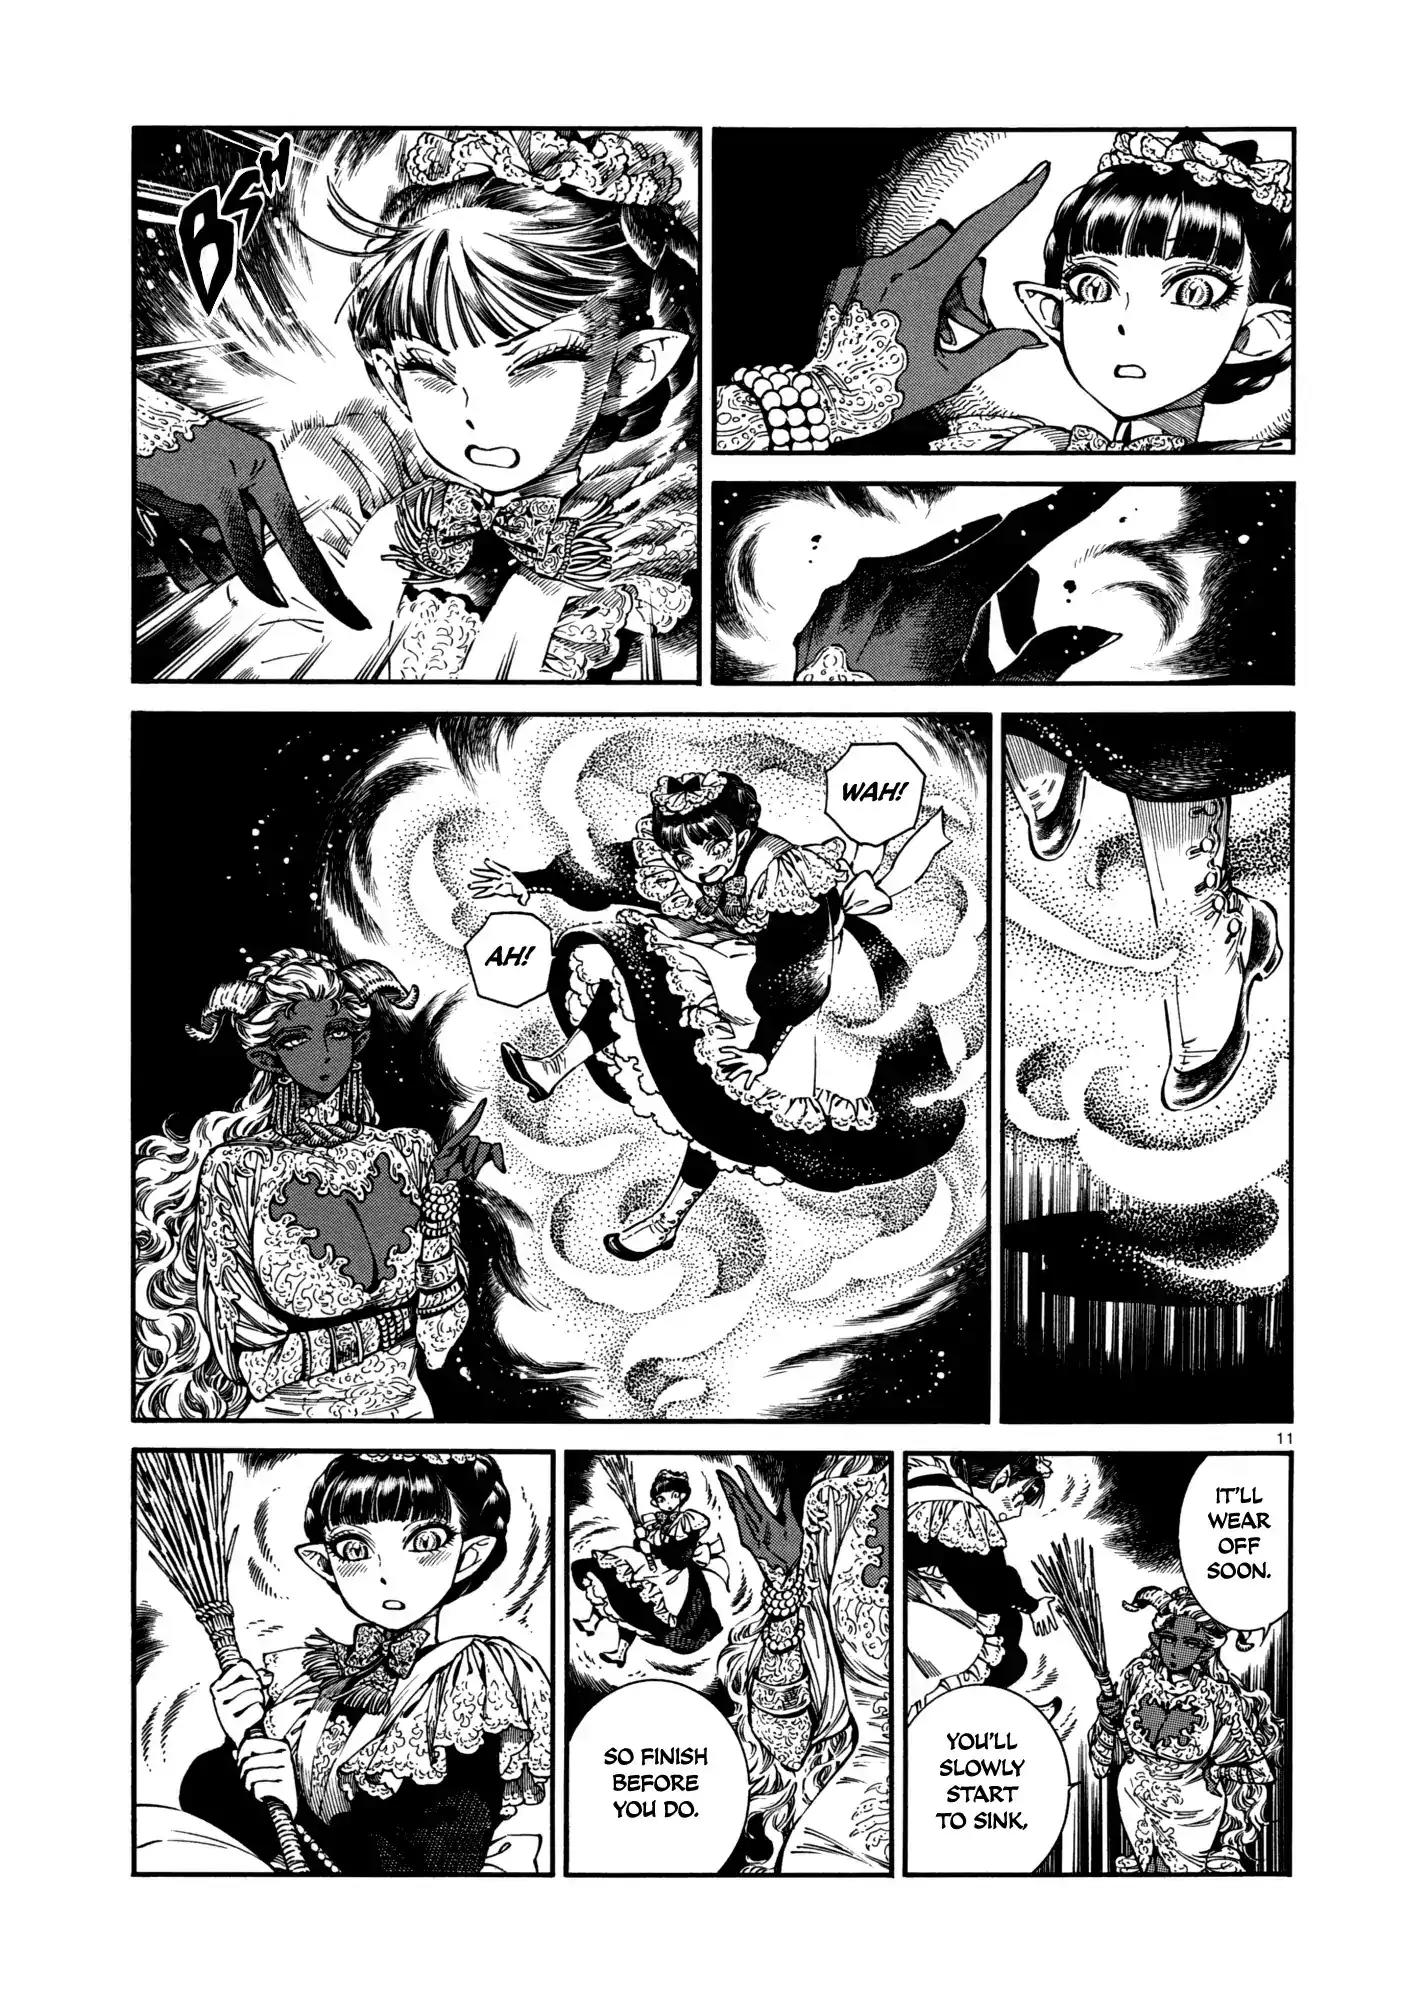 BSH
WAH!
AH!
11
IT'LL
WEAR
OFF
SOON.
YOU'LL
SLOWLY
START
TO SINK,
SO FINISH
BEFORE
YOU DO.